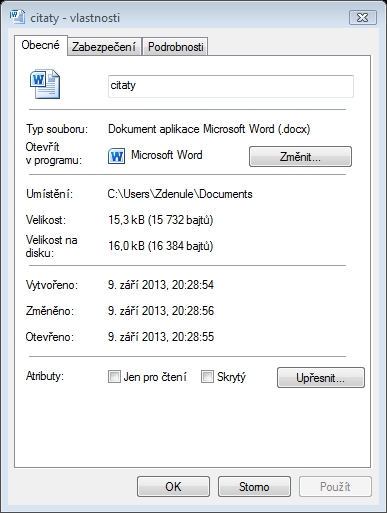 citaty - vlastnosti
Obecné Zabezpečení Podrobnosti
citaty
Typ souboru: Dokument aplikace Microsoft Word (.docx)
Otevřít
v programu: Microsoft Word Změnit...
Umístění: C:\Users\Zdenule\Documents
Velikost: 15,3 kB (15 732 bajtů)
Velikost na
disku: 16,0 kB (16 384 bajtů)
Vytvořeno: 9. září 2013, 20:28:54
Změněno: 9. září 2013, 20:28:56
Otevřeno: 9. září 2013, 20:28:55
Atributy: Jen pro čtení Skrytý Upřesnit...
OK Storno Použít